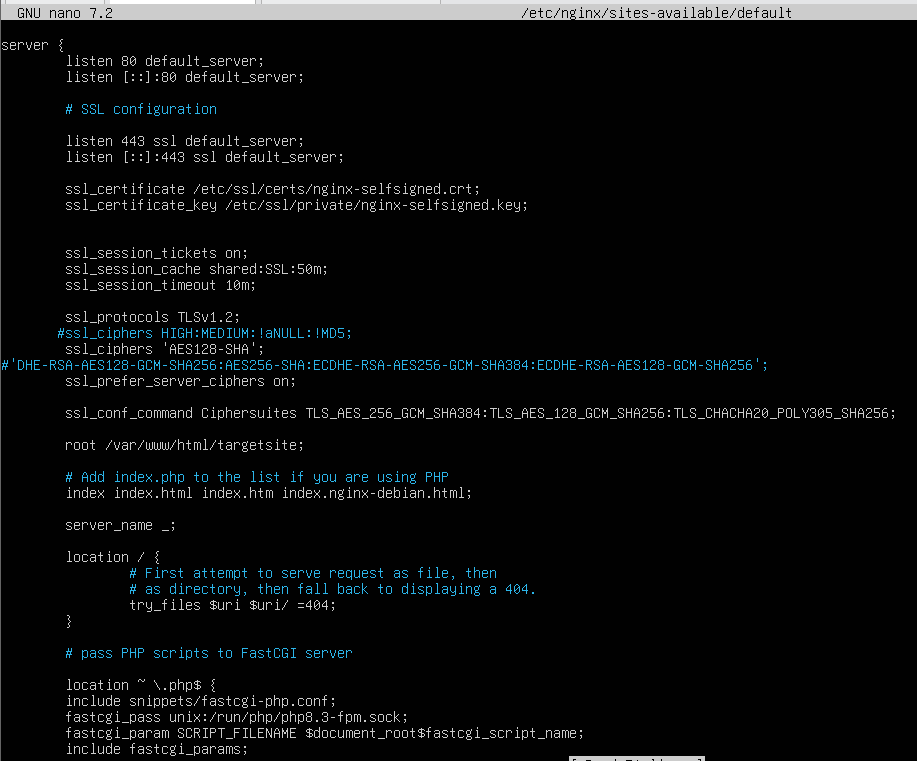 GNU nano 7.2 /etc/nginx/sites-available/default
server {
listen 80 default_server;
listen [::]:80 default_server;
# SSL configuration
listen 443 ssl default_server;
listen [::]:443 ssl default_server;
ssl_certificate /etc/ssl/certs/nginx-selfsigned.crt;
ssl_certificate_key /etc/ssl/private/nginx-selfsigned.key;
ssl_session_tickets on;
ssl_session_cache shared:SSL:50m;
ssl_session_timeout 10m;
ssl_protocols TLSv1.2;
#ssl_ciphers HIGH:MEDIUM:!aNULL:!MD5;
ssl_ciphers 'AES128-SHA';
#'DHE-RSA-AES128-GCM-SHA256:AES256-SHA:ECDHE-RSA-AES256-GCM-SHA384:ECDHE-RSA-AES128-GCM-SHA256';
ssl_prefer_server_ciphers on;
ssl_conf_command Ciphersuites TLS_AES_256_GCM_SHA384:TLS_AES_128_GCM_SHA256:TLS_CHACHA20_POLY305_SHA256;
root /var/www/html/targetsite;
# Add index.php to the list if you are using PHP
index index.html index.htm index.nginx-debian.html;
server_name _;
location / {
# First attempt to serve request as file, then
# as directory, then fall back to displaying a 404.
try_files $uri $uri/ =404;
}
# pass PHP scripts to FastCGI server
location ~ \.php$ {
include snippets/fastcgi-php.conf;
fastcgi_pass unix:/run/php/php8.3-fpm.sock;
fastcgi_param SCRIPT_FILENAME $document_root$fastcgi_script_name;
include fastcgi_params;